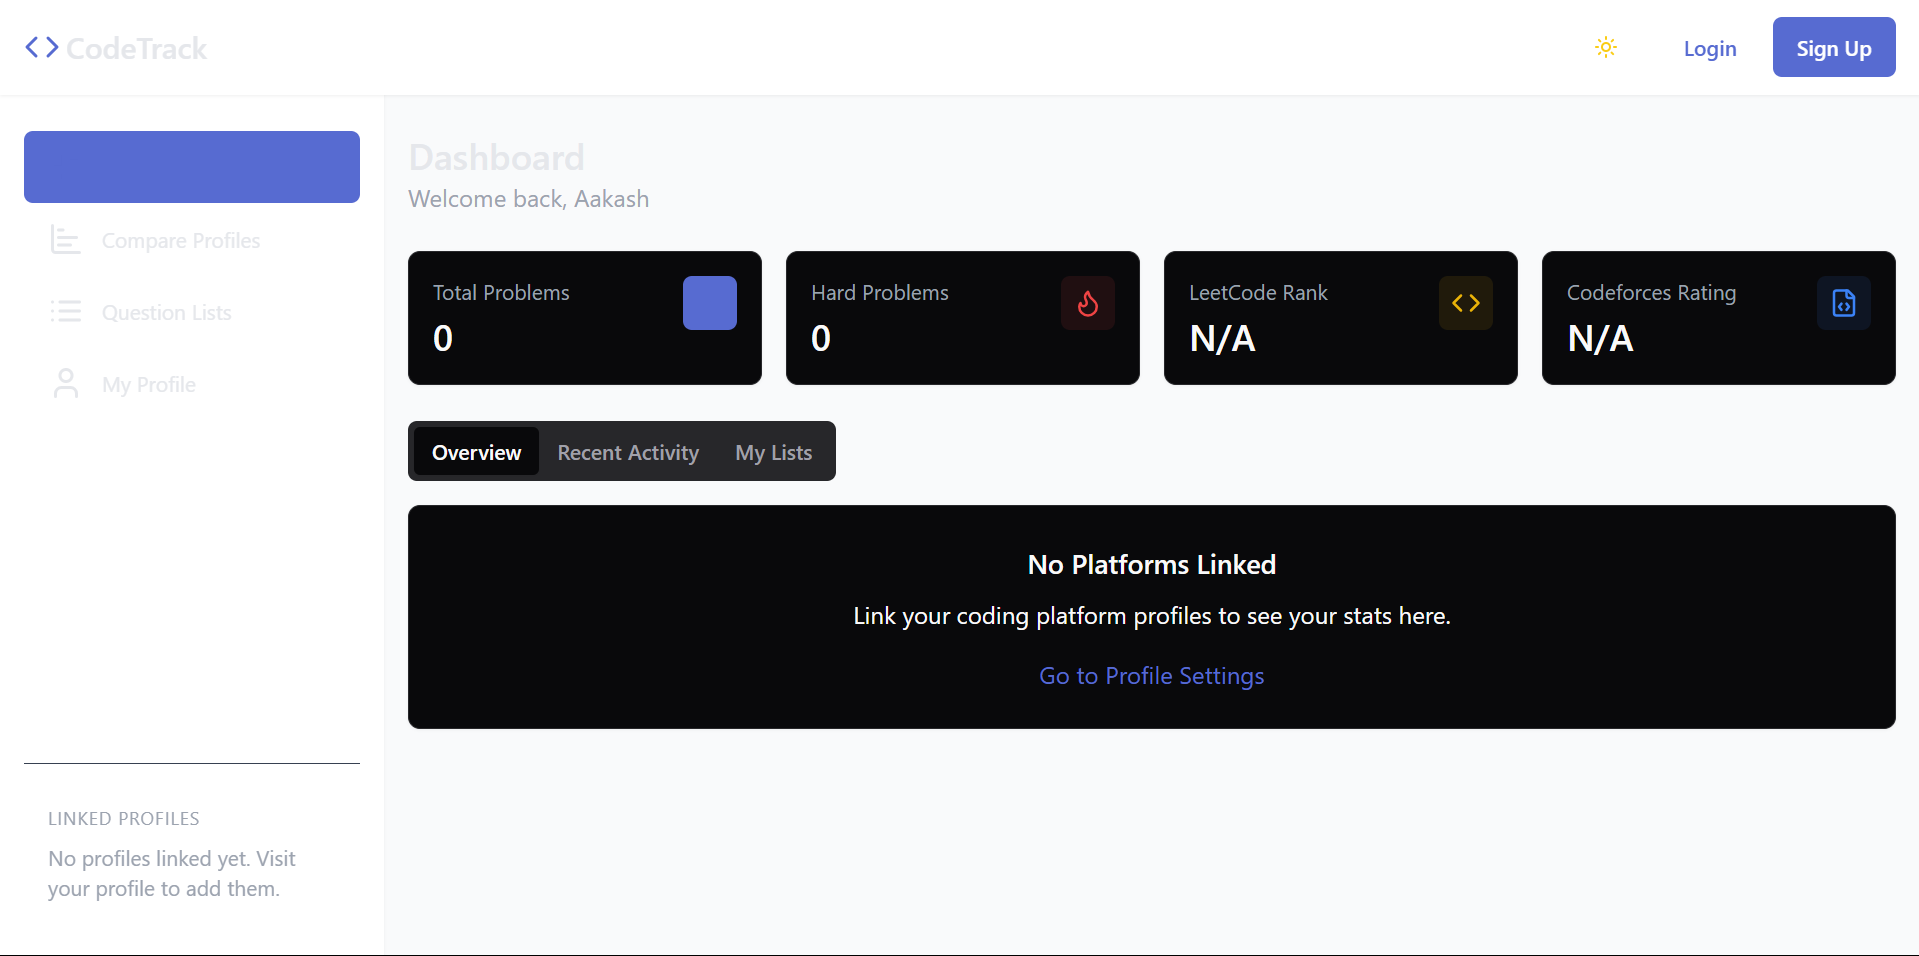 CodeTrack
Login
Sign Up
Compare Profiles
Question Lists
My Profile
LINKED PROFILES
No profiles linked yet. Visit
your profile to add them.
Dashboard
Welcome back, Aakash
Total Problems
0
Hard Problems
0
LeetCode Rank
N/A
Codeforces Rating
N/A
Overview
Recent Activity
My Lists
No Platforms Linked
Link your coding platform profiles to see your stats here.
Go to Profile Settings